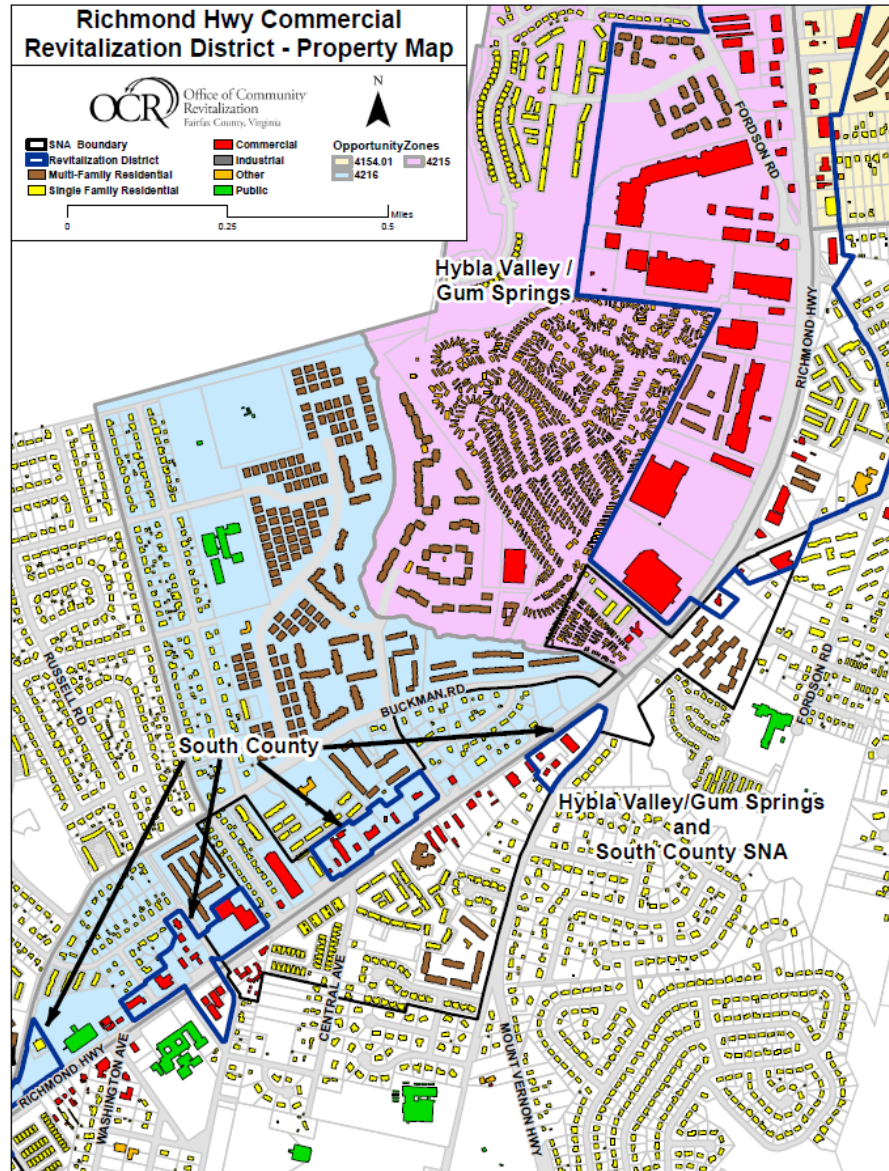 Richmond Hwy Commercial
Revitalization District - Property Map
OCR
Office of Community
Revitalization
Fairfax County, Virginia
N
SNA Boundary
Revitalization District
Multi-Family Residential
Single Family Residential
Commercial
Industrial
Other
Public
OpportunityZones
4154.01
4215
4216
Miles
0
0.25
0.5
FORDSON RD
Hybla Valley /
Gum Springs
RICHMOND HWY
RUSSELL RD
BUCKMAN RD
FORDSON RD
South County
Hybla Valley/Gum Springs
and
South County SNA
CENTRAL AVE
MOUNT VERNON HWY
RICHMOND HWY
WASHINGTON AVE